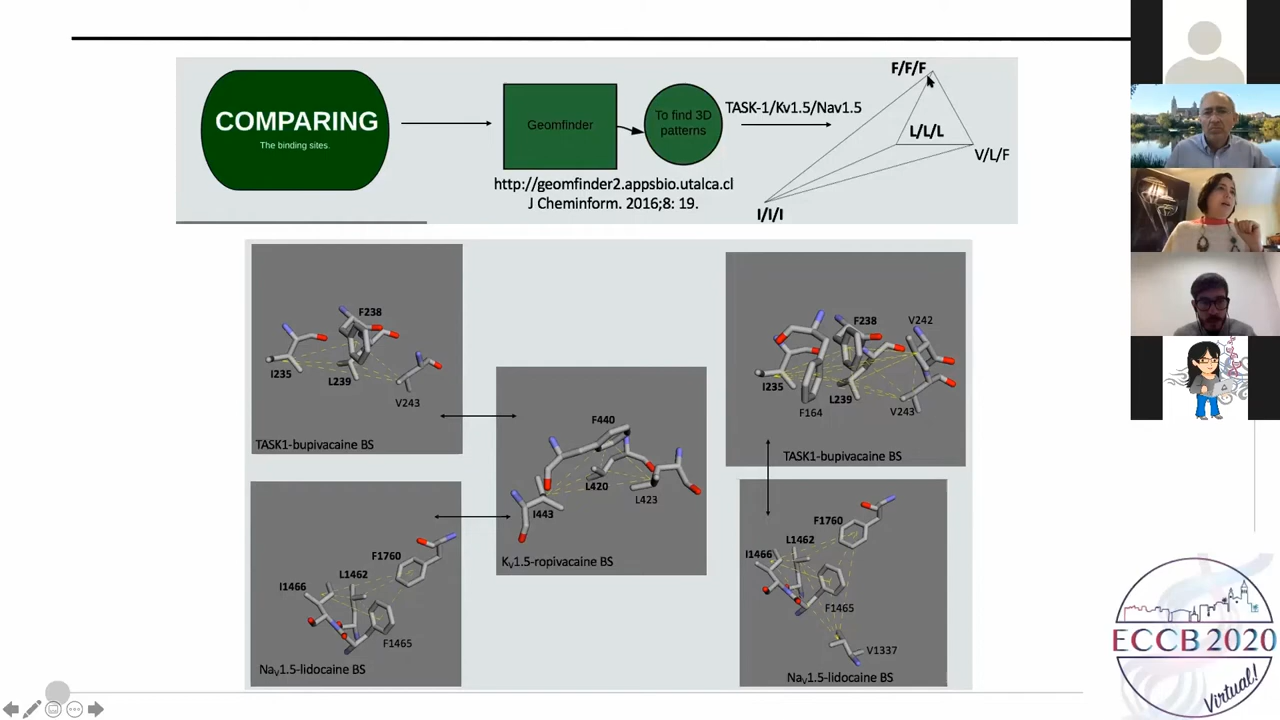 COMPARING
The binding sites.
Geomfinder
To find 3D
patterns
http://geomfinder2.appsbio.utalca.cl
J Cheminform. 2016;8: 19.
TASK-1/Kv1.5/Nav1.5
F/F/F
L/L/L
V/L/F
I/I/I
F238
I235
L239
V243
TASK1-bupivacaine BS
F440
L420
L423
I443
Kv1.5-ropivacaine BS
F238
V242
I235
L239
F164
V243
TASK1-bupivacaine BS
F1760
L1462
I1466
F1465
Nav1.5-lidocaine BS
F1760
L1462
I1466
F1465
V1337
Nav1.5-lidocaine BS
ECCB 2020
Virtual!